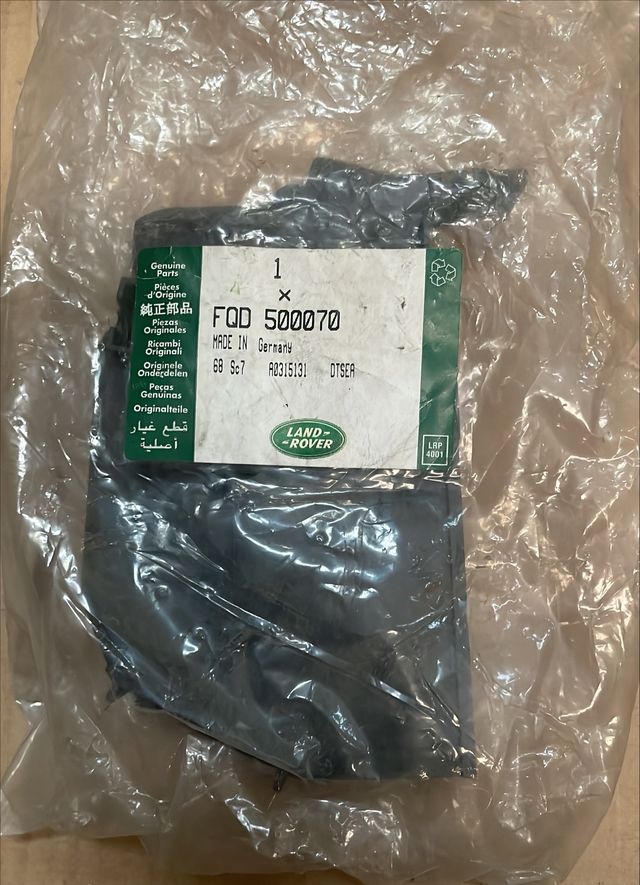 1
×
FQD 500070
MADE IN Germany
68 Sc7 A0315131 DTSEA
Genuine
Parts
Pièces
d'Origine
純正部品
Piezas
Originales
Ricambi
Originali
Originele
Onderdelen
Peças
Genuínas
Originalteile
قطع غيار
أصلية
LAND-
-ROVER
LRP
4001